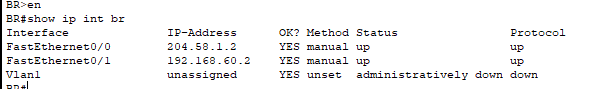 BR>en
BR#show ip int br
Interface IP-Address OK? Method Status Protocol
FastEthernet0/0 204.58.1.2 YES manual up up
FastEthernet0/1 192.168.60.2 YES manual up up
Vlan1 unassigned YES unset administratively down down
BR#